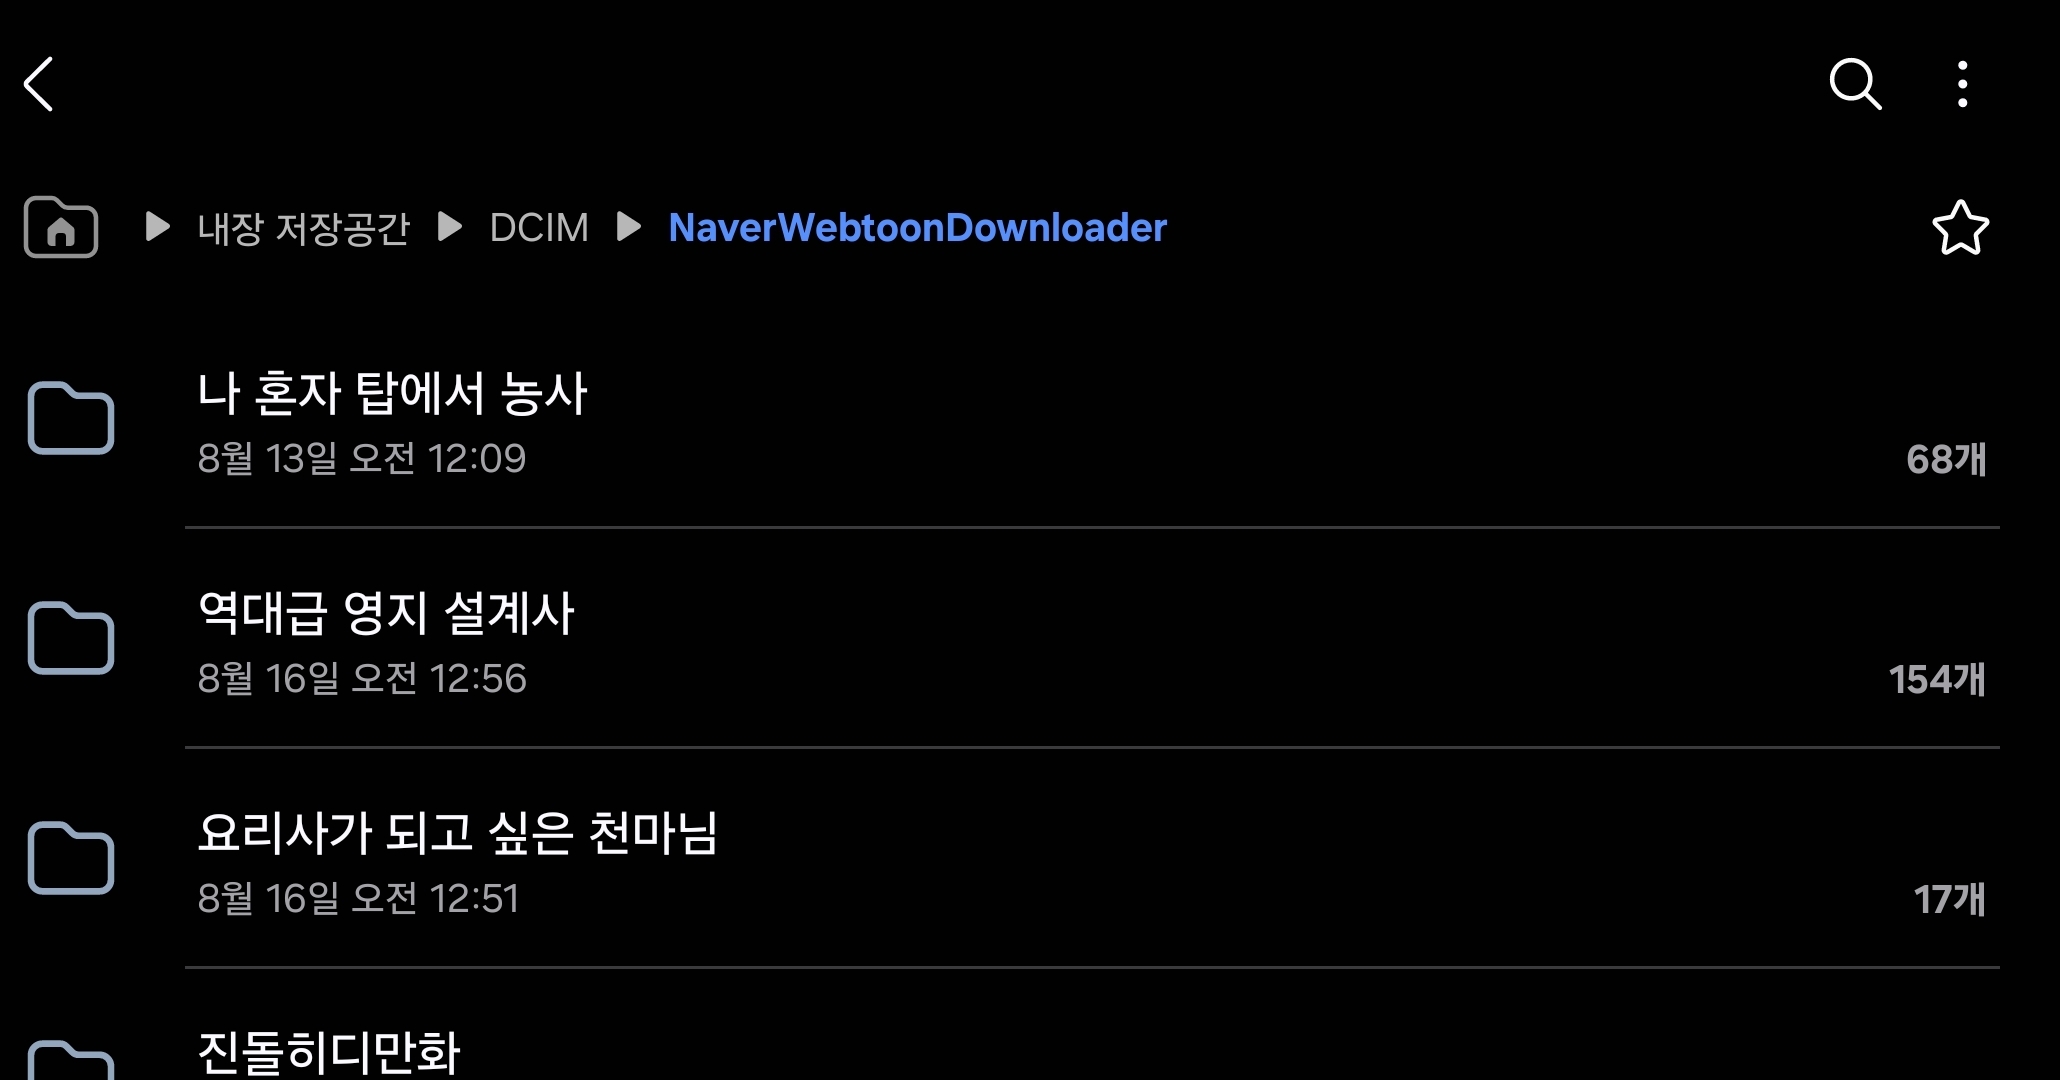 내장 저장공간 ▶ DCIM ▶ NaverWebtoonDownloader
나 혼자 탑에서 농사
8월 13일 오전 12:09
68개
역대급 영지 설계사
8월 16일 오전 12:56
154개
요리사가 되고 싶은 천마님
8월 16일 오전 12:51
17개
진돌히디만화